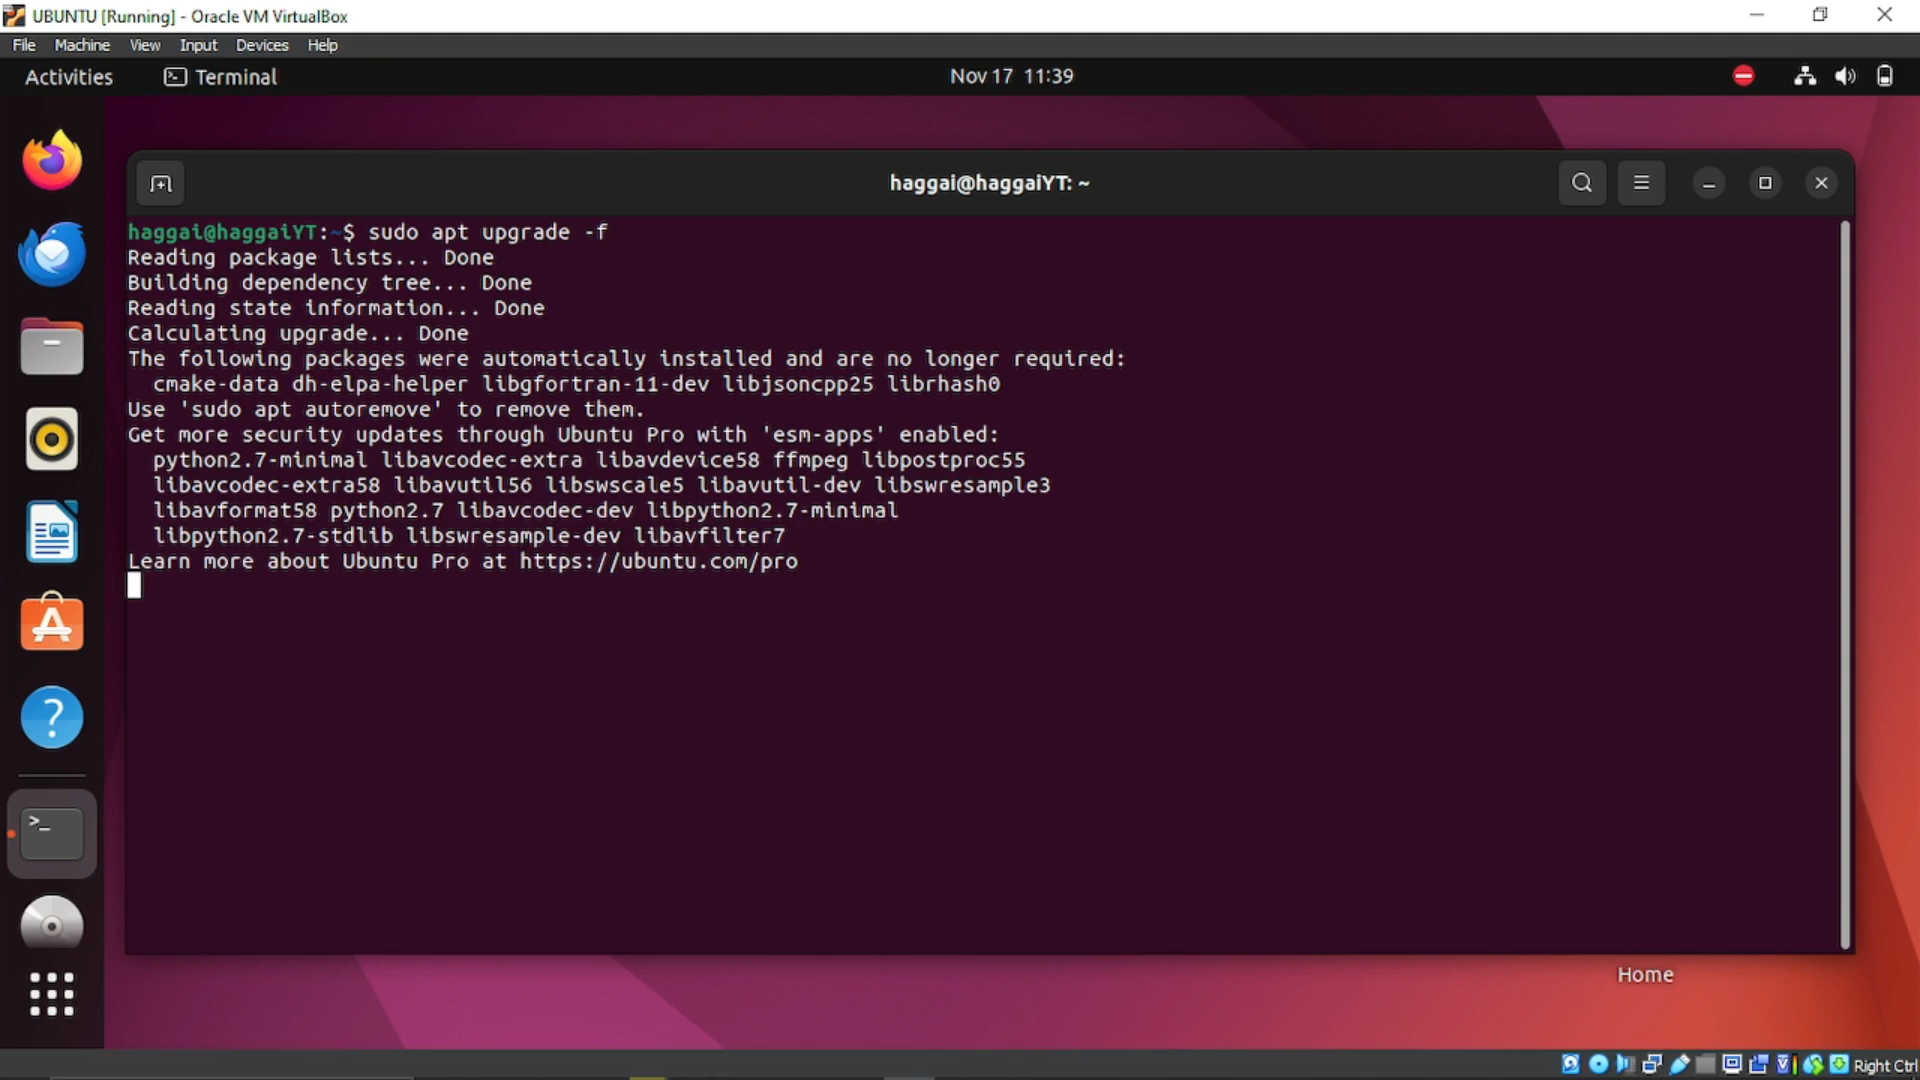 UBUNTU [Running] - Oracle VM VirtualBox
File Machine View Input Devices Help
Activities Terminal Nov 17 11:39
haggai@haggaiYT: ~
haggai@haggaiYT:~$ sudo apt upgrade -f
Reading package lists... Done
Building dependency tree... Done
Reading state information... Done
Calculating upgrade... Done
The following packages were automatically installed and are no longer required:
cmake-data dh-elpa-helper libgfortran-11-dev libjsoncpp25 librhash0
Use 'sudo apt autoremove' to remove them.
Get more security updates through Ubuntu Pro with 'esm-apps' enabled:
python2.7-minimal libavcodec-extra libavdevice58 ffmpeg libpostproc55
libavcodec-extra58 libavutil56 libswscale5 libavutil-dev libswresample3
libavformat58 python2.7 libavcodec-dev libpython2.7-minimal
libpython2.7-stdlib libswresample-dev libavfilter7
Learn more about Ubuntu Pro at https://ubuntu.com/pro
Home
Right Ctrl